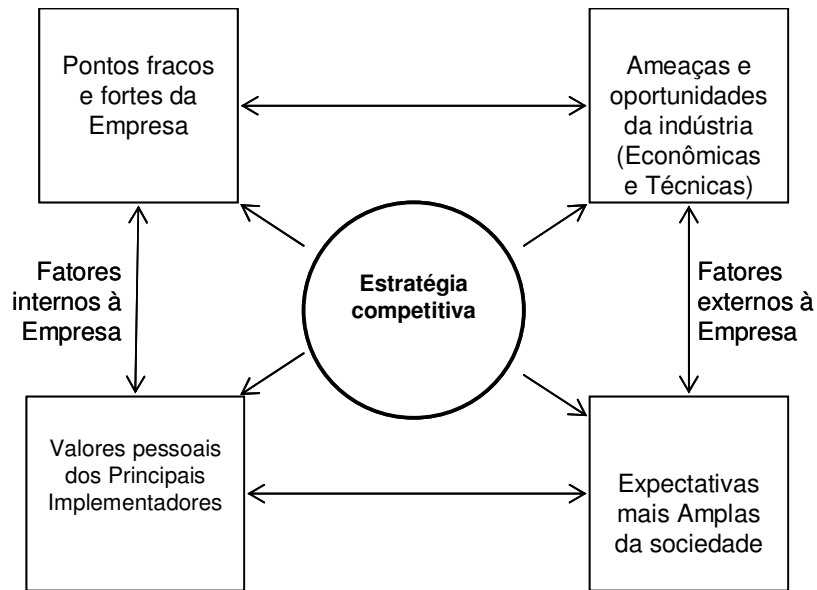 Pontos fracos
e fortes da
Empresa
Ameaças e
oportunidades
da indústria
(Econômicas
e Técnicas)
Fatores
internos à
Empresa
Estratégia
competitiva
Fatores
externos à
Empresa
Valores pessoais
dos Principais
Implementadores
Expectativas
mais Amplas
da sociedade